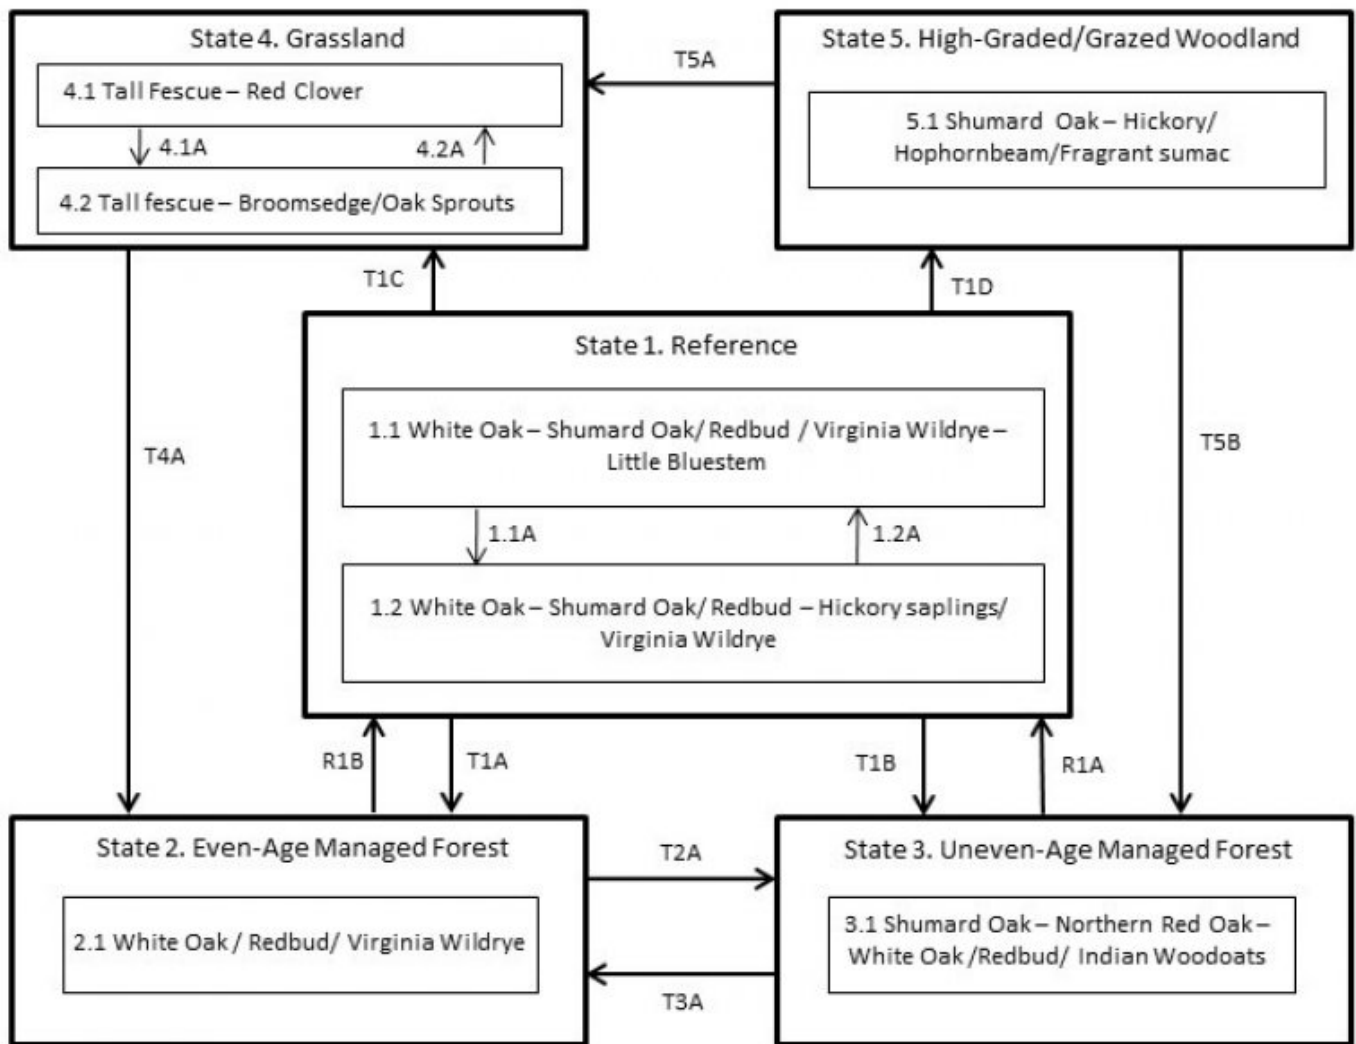 State 4. Grassland
4.1 Tall Fescue – Red Clover
4.1A
4.2A
4.2 Tall fescue – Broomsedge/Oak Sprouts
T5A
State 5. High-Graded/Grazed Woodland
5.1 Shumard Oak – Hickory/
Hophornbeam/Fragrant sumac
T1C
T1D
State 1. Reference
1.1 White Oak – Shumard Oak/ Redbud / Virginia Wildrye –
Little Bluestem
1.1A
1.2A
1.2 White Oak – Shumard Oak/ Redbud – Hickory saplings/
Virginia Wildrye
T4A
T5B
R1B
T1A
T1B
R1A
State 2. Even-Age Managed Forest
2.1 White Oak / Redbud/ Virginia Wildrye
T2A
T3A
State 3. Uneven-Age Managed Forest
3.1 Shumard Oak – Northern Red Oak –
White Oak /Redbud/ Indian Woodoats